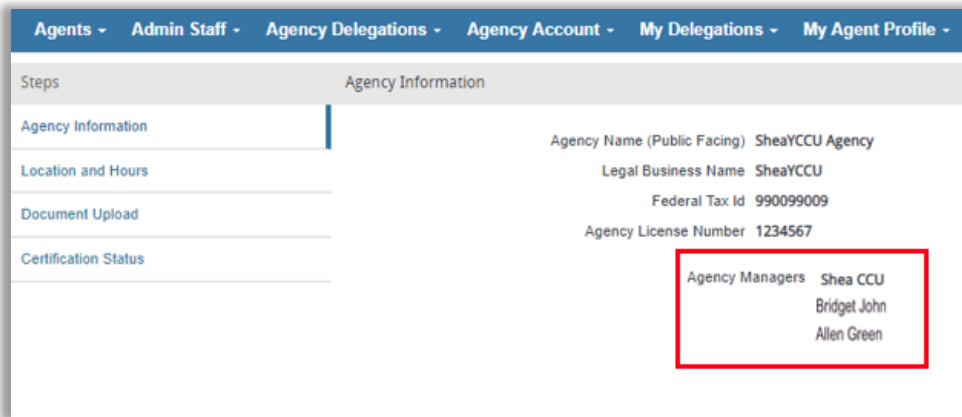 Agents Admin Staff Agency Delegations Agency Account My Delegations My Agent Profile
Steps
Agency Information
Location and Hours
Document Upload
Certification Status
Agency Information
Agency Name (Public Facing) SheaYCCU Agency
Legal Business Name SheaYCCU
Federal Tax Id 990099009
Agency License Number 1234567
Agency Managers Shea CCU
Bridget John
Allen Green